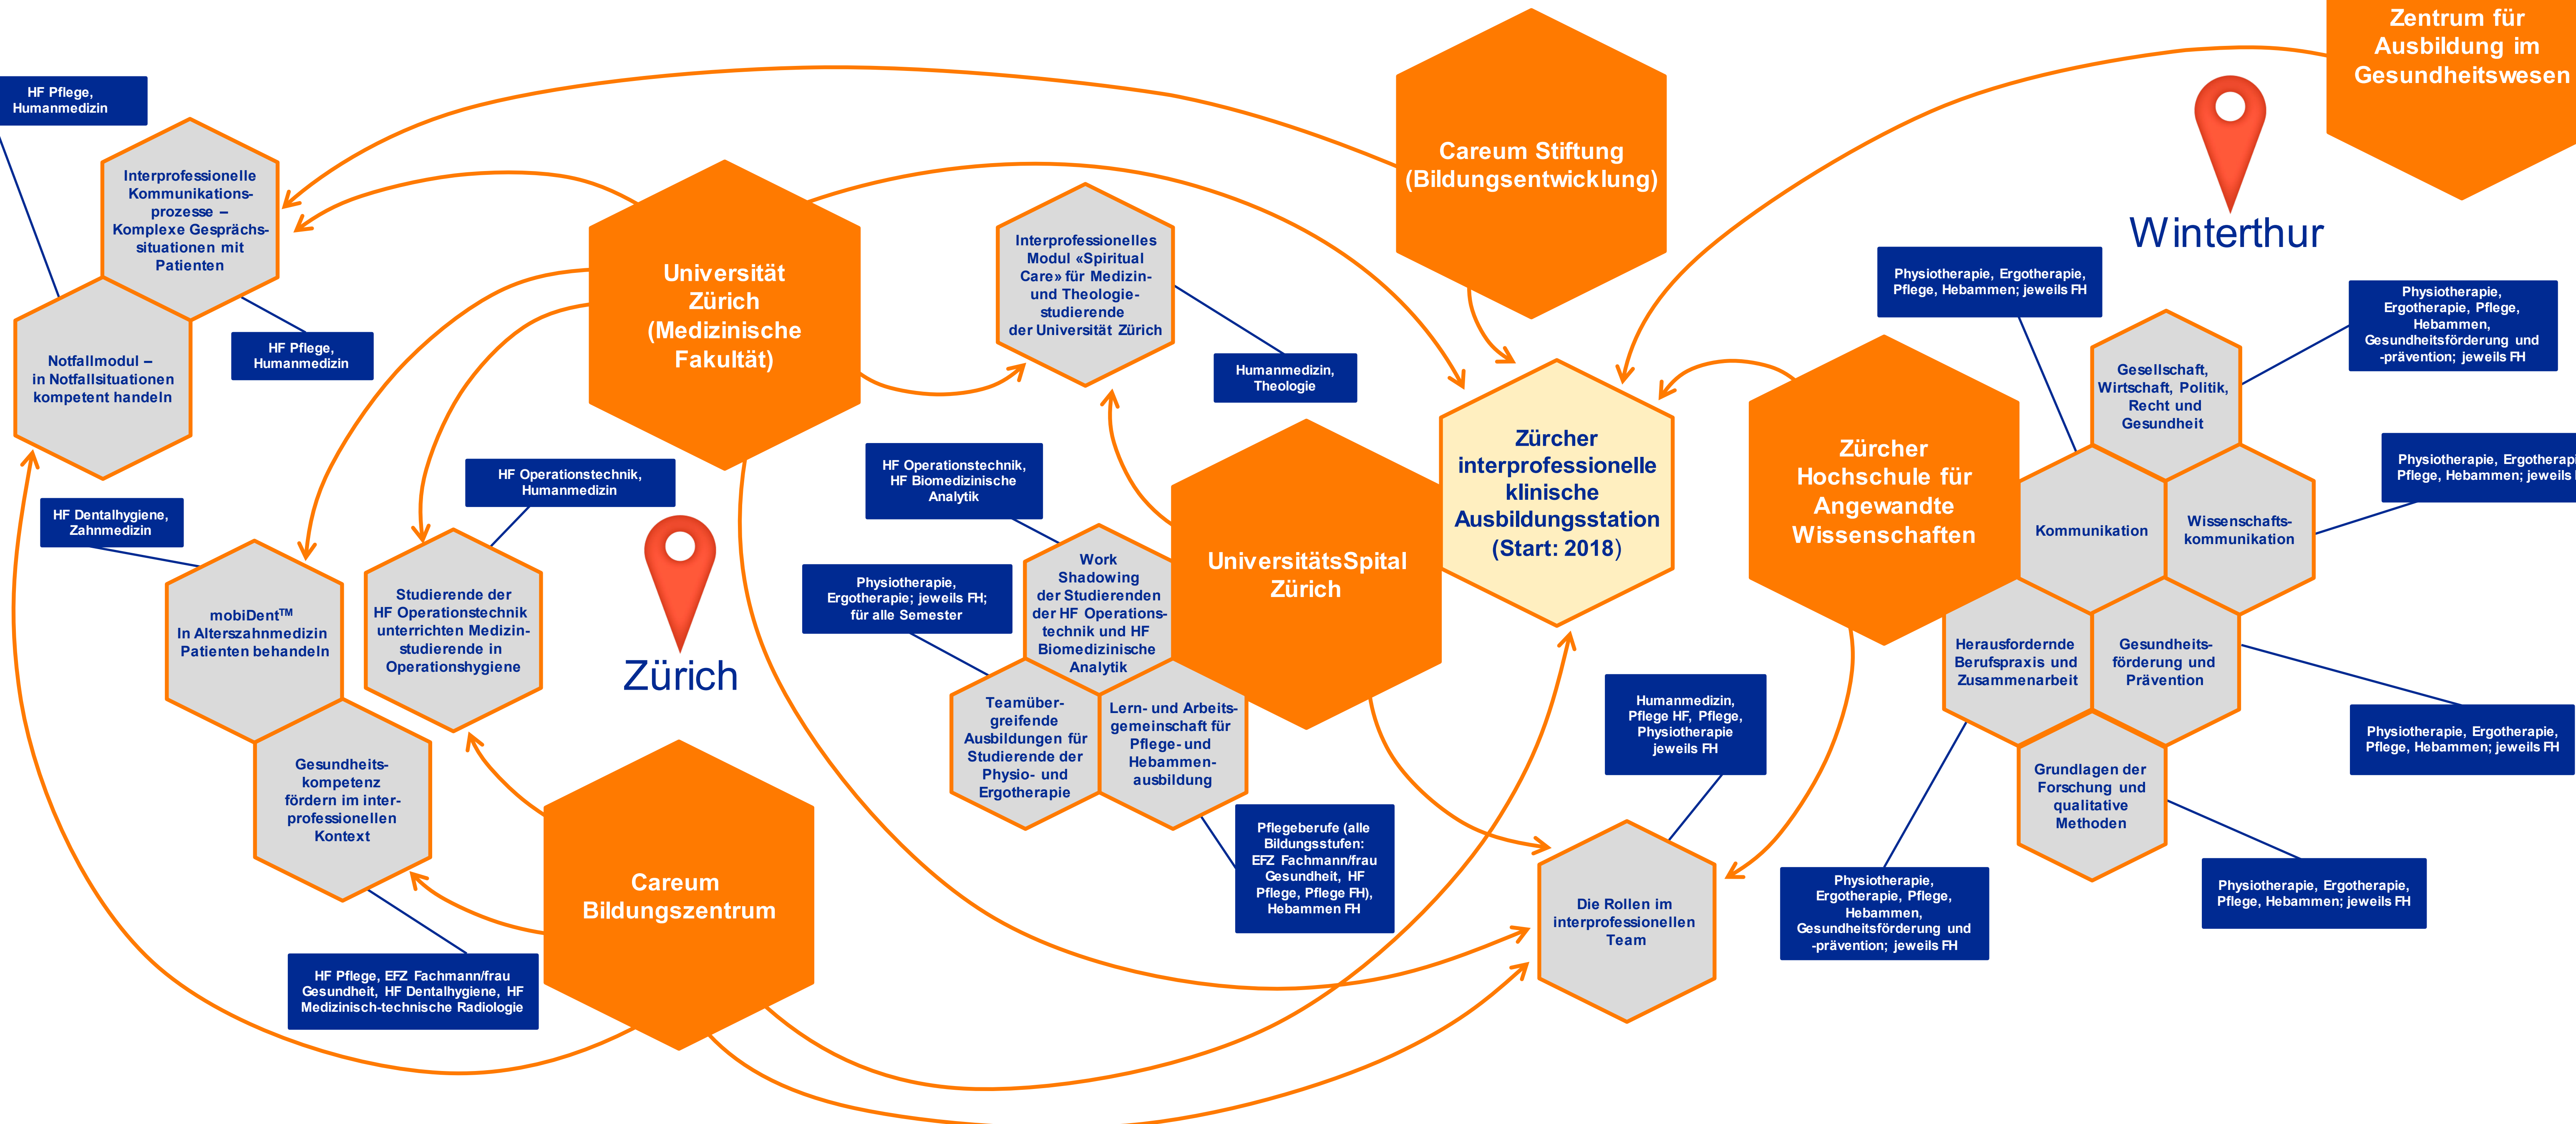 Zentrum für
Ausbildung im
Gesundheitswesen
HF Pflege,
Humanmedizin
Interprofessionelle
Kommunikations-
prozesse –
Komplexe Gesprächs-
situationen mit
Patienten
Notfallmodul –
in Notfallsituationen
kompetent handeln
HF Pflege,
Humanmedizin
Universität
Zürich
(Medizinische
Fakultät)
Careum Stiftung
(Bildungsentwicklung)
Interprofessionelles
Modul «Spiritual
Care» für Medizin-
und Theologie-
studierende
der Universität Zürich
Humanmedizin,
Theologie
Winterthur
HF Dentalhygiene,
Zahnmedizin
HF Operationstechnik,
Humanmedizin
mobiDent™
In Alterszahnmedizin
Patienten behandeln
Studierende der
HF Operationstechnik
unterrichten Medizin-
studierende in
Operationshygiene
Zürich
Gesundheits-
kompetenz
fördern im inter-
professionellen
Kontext
HF Pflege, EFZ Fachmann/frau
Gesundheit, HF Dentalhygiene, HF
Medizinisch-technische Radiologie
Careum
Bildungszentrum
HF Operationstechnik,
HF Biomedizinische
Analytik
Physiotherapie,
Ergotherapie; jeweils FH;
für alle Semester
Work
Shadowing
der Studierenden
der HF Operations-
technik und HF
Biomedizinische
Analytik
Teamüber-
greifende
Ausbildungen für
Studierende der
Physio- und
Ergotherapie
Lern- und Arbeits-
gemeinschaft für
Pflege- und
Hebammen-
ausbildung
Pflegeberufe (alle
Bildungsstufen:
EFZ Fachmann/frau
Gesundheit, HF
Pflege, Pflege FH),
Hebammen FH
UniversitätsSpital
Zürich
Zürcher
interprofessionelle
klinische
Ausbildungsstation
(Start: 2018)
Humanmedizin,
Pflege HF, Pflege,
Physiotherapie
jeweils FH
Die Rollen im
interprofessionellen
Team
Zürcher
Hochschule für
Angewandte
Wissenschaften
Physiotherapie, Ergotherapie,
Pflege, Hebammen; jeweils FH
Gesellschaft,
Wirtschaft, Politik,
Recht und
Gesundheit
Physiotherapie,
Ergotherapie, Pflege,
Hebammen,
Gesundheitsförderung und
-prävention; jeweils FH
Kommunikation
Wissenschafts-
kommunikation
Physiotherapie, Ergotherapi
Pflege, Hebammen; jeweils
Herausfordernde
Berufspraxis und
Zusammenarbeit
Gesundheits-
förderung und
Prävention
Physiotherapie, Ergotherapie,
Pflege, Hebammen; jeweils FH
Grundlagen der
Forschung und
qualitative
Methoden
Physiotherapie,
Ergotherapie, Pflege,
Hebammen,
Gesundheitsförderung und
-prävention; jeweils FH
Physiotherapie, Ergotherapie,
Pflege, Hebammen; jeweils FH